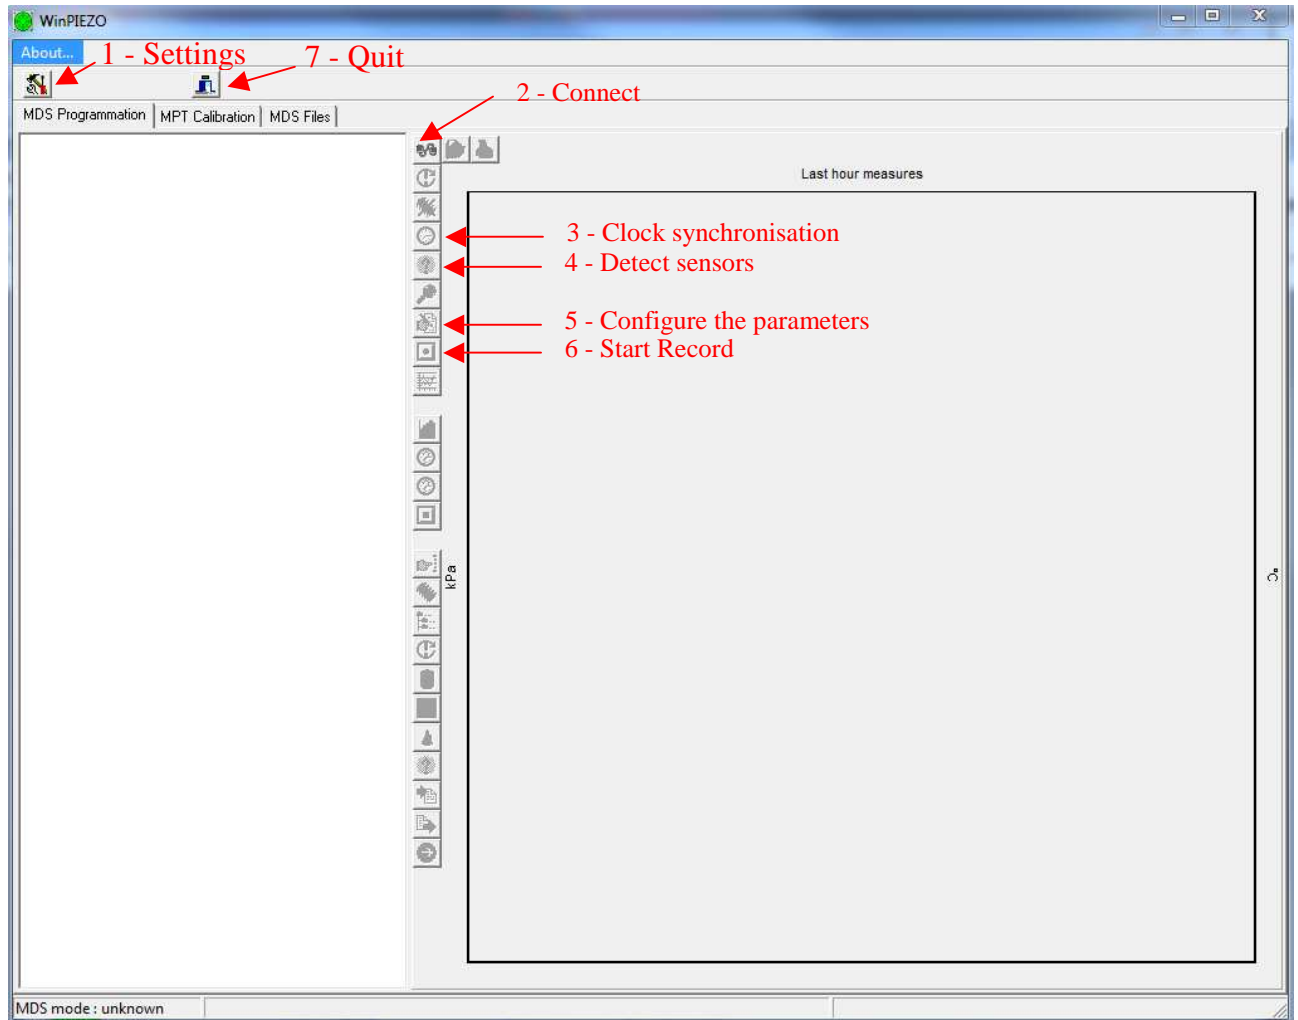 WinPIEZO
About...
1 - Settings
7 - Quit
2 - Connect
MDS Programmation
MPT Calibration
MDS Files
Last hour measures
3 - Clock synchronisation
4 - Detect sensors
5 - Configure the parameters
6 - Start Record
kPa
°C
MDS mode : unknown